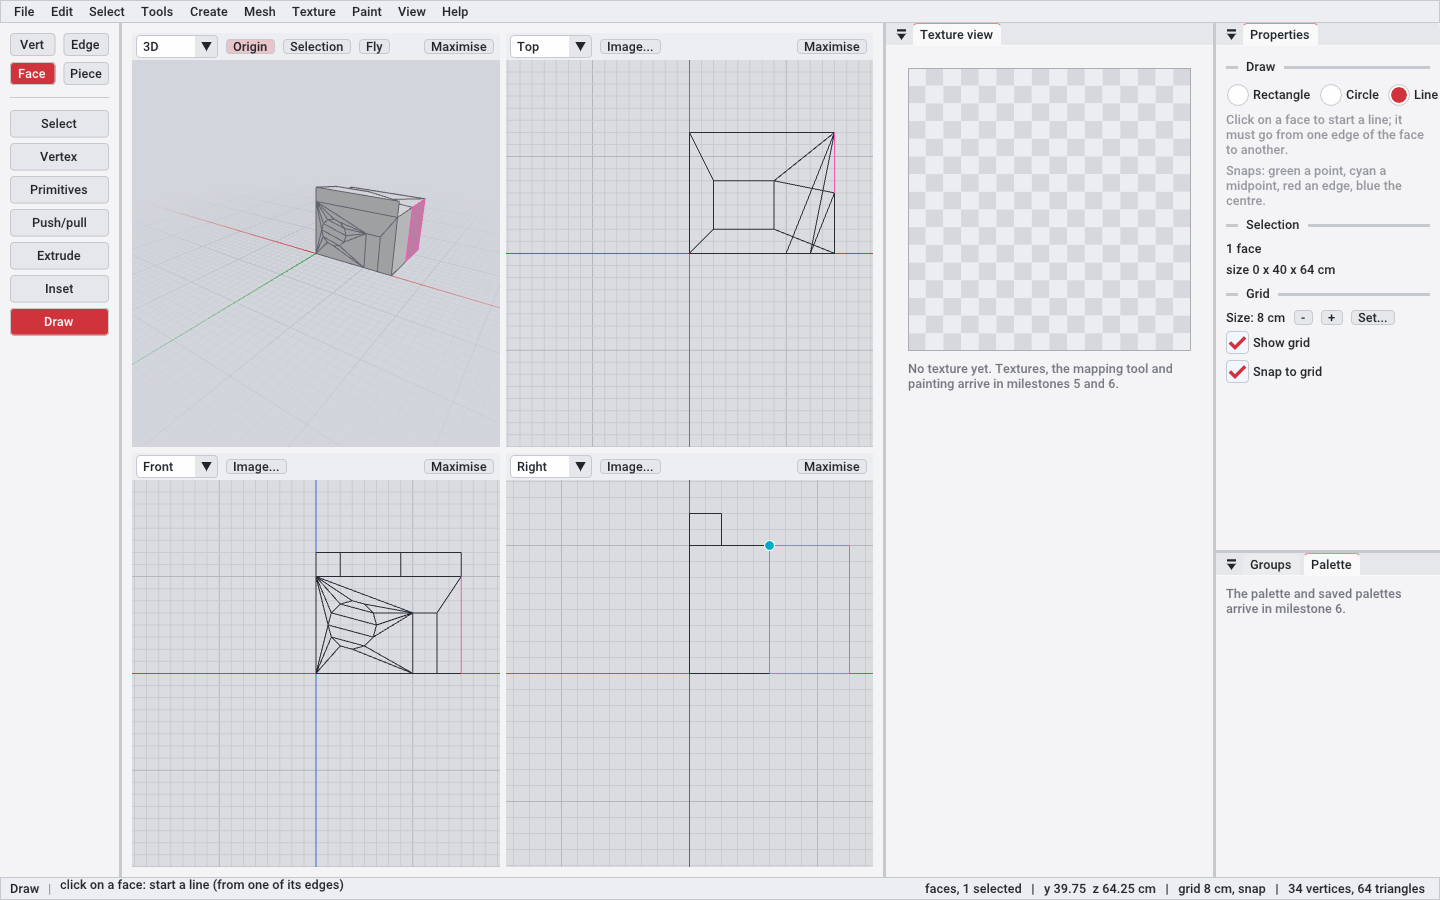 File Edit Select Tools Create Mesh Texture Paint View Help
Vert Edge
Face Piece
Select
Vertex
Primitives
Push/pull
Extrude
Inset
Draw
3D Origin Selection Fly Maximise
Top Image... Maximise
Front Image... Maximise
Right Image... Maximise
Texture view
No texture yet. Textures, the mapping tool and
painting arrive in milestones 5 and 6.
Properties
Draw
Rectangle Circle Line
Click on a face to start a line; it
must go from one edge of the face
to another.
Snaps: green a point, cyan a
midpoint, red an edge, blue the
centre.
Selection
1 face
size 0 x 40 x 64 cm
Grid
Size: 8 cm - + Set...
Show grid
Snap to grid
Groups Palette
The palette and saved palettes
arrive in milestone 6.
Draw | click on a face: start a line (from one of its edges)
faces, 1 selected | y 39.75 z 64.25 cm | grid 8 cm, snap | 34 vertices, 64 triangles